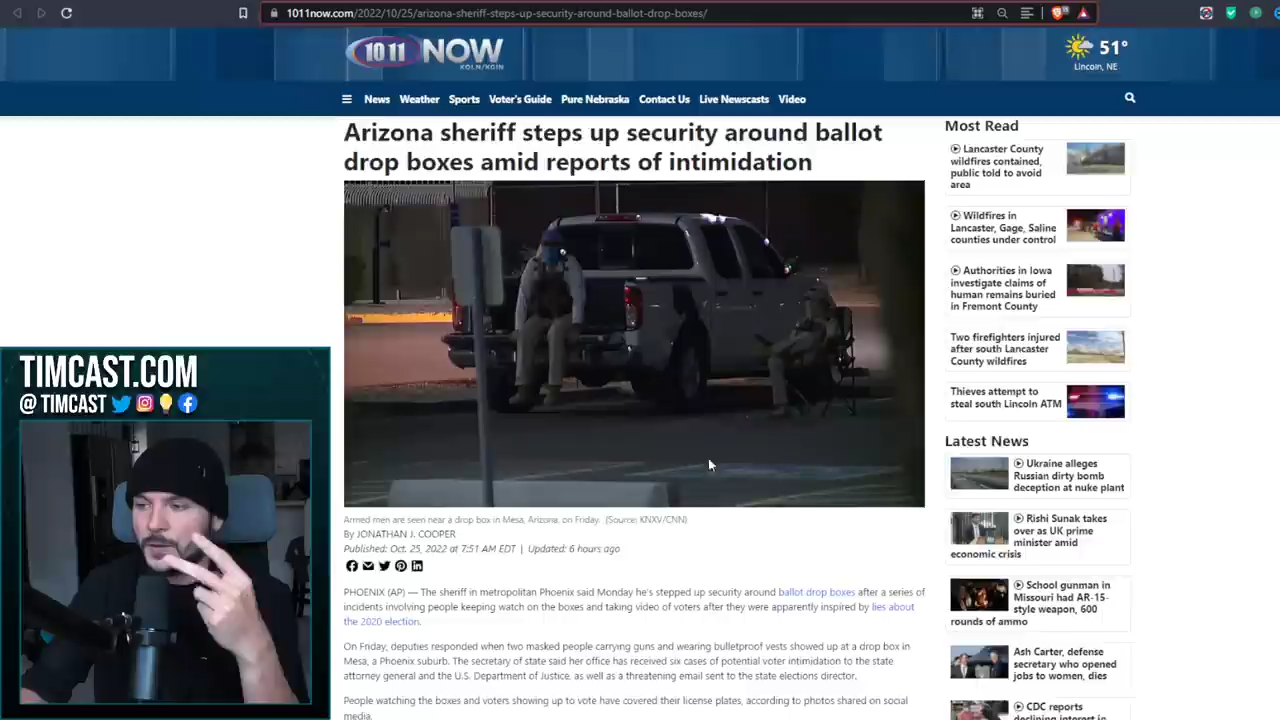 1011now.com/2022/10/25/arizona-sheriff-steps-up-security-around-ballot-drop-boxes/
1011 NOW
KOLN/KGIN
51°
Lincoln, NE
News Weather Sports Voter's Guide Pure Nebraska Contact Us Live Newscasts Video
Arizona sheriff steps up security around ballot
drop boxes amid reports of intimidation
Armed men are seen near a drop box in Mesa, Arizona, on Friday. (Source: KNXV/CNN)
By JONATHAN J. COOPER
Published: Oct. 25, 2022 at 7:51 AM EDT | Updated: 6 hours ago
PHOENIX (AP) — The sheriff in metropolitan Phoenix said Monday he's stepped up security around ballot drop boxes after a series of
incidents involving people keeping watch on the boxes and taking video of voters after they were apparently inspired by lies about
the 2020 election.
On Friday, deputies responded when two masked people carrying guns and wearing bulletproof vests showed up at a drop box in
Mesa, a Phoenix suburb. The secretary of state said her office has received six cases of potential voter intimidation to the state
attorney general and the U.S. Department of Justice, as well as a threatening email sent to the state elections director.
People watching the boxes and voters showing up to vote have covered their license plates, according to photos shared on social
media.
Most Read
Lancaster County
wildfires contained,
public told to avoid
area
Wildfires in
Lancaster, Gage, Saline
counties under control
Authorities in Iowa
investigate claims of
human remains buried
in Fremont County
Two firefighters injured
after south Lancaster
County wildfires
Thieves attempt to
steal south Lincoln ATM
Latest News
Ukraine alleges
Russian dirty bomb
deception at nuke plant
Rishi Sunak takes
over as UK prime
minister amid
economic crisis
School gunman in
Missouri had AR-15-
style weapon, 600
rounds of ammo
Ash Carter, defense
secretary who opened
jobs to women, dies
CDC reports
declining interest in
TIMCAST.COM
@ TIMCAST